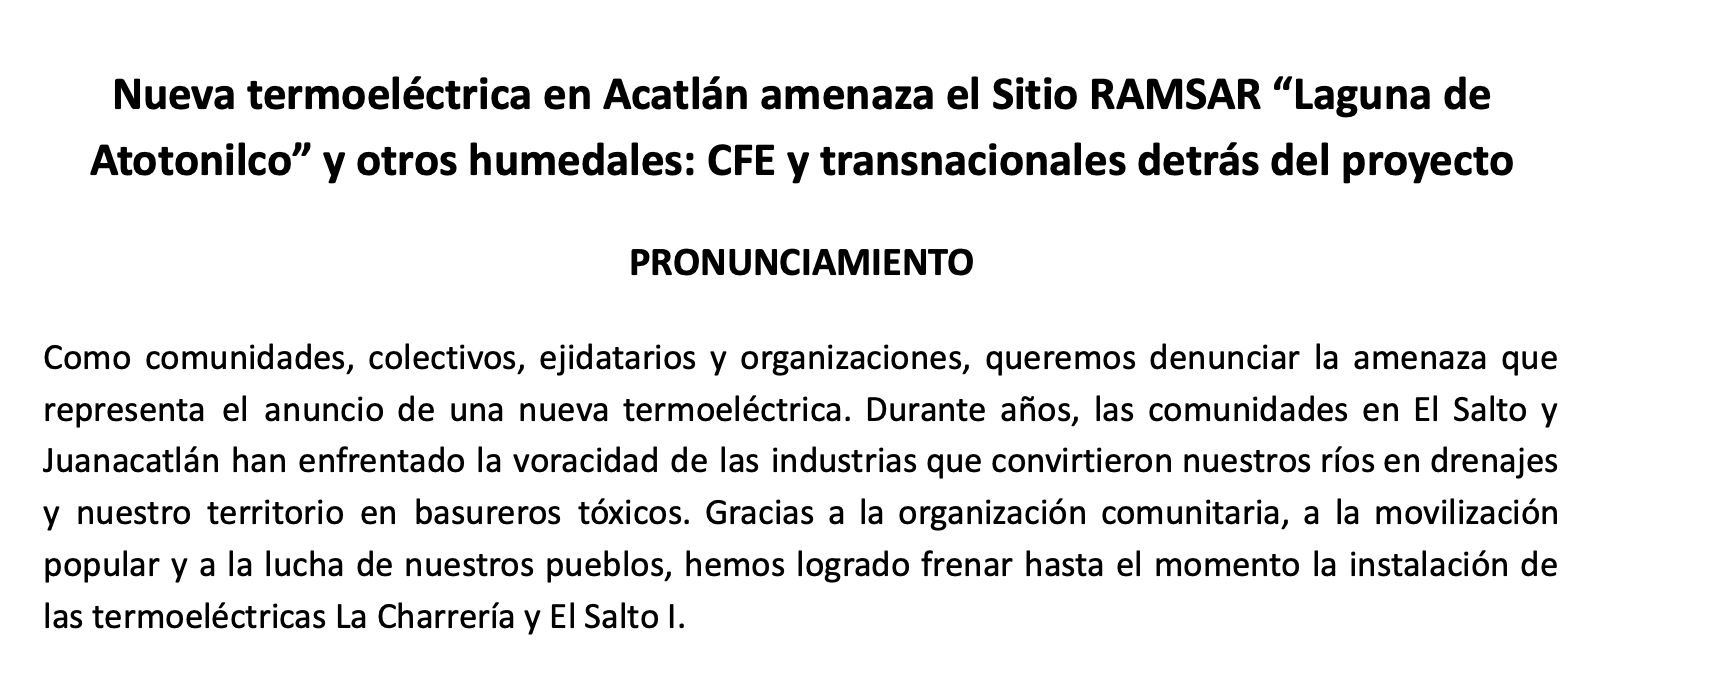 Nueva termoeléctrica en Acatlán amenaza el Sitio RAMSAR “Laguna de
Atotonilco” y otros humedales: CFE y transnacionales detrás del proyecto
PRONUNCIAMIENTO
Como comunidades, colectivos, ejidatarios y organizaciones, queremos denunciar la amenaza que
representa el anuncio de una nueva termoeléctrica. Durante años, las comunidades en El Salto y
Juanacatlán han enfrentado la voracidad de las industrias que convirtieron nuestros ríos en drenajes
y nuestro territorio en basureros tóxicos. Gracias a la organización comunitaria, a la movilización
popular y a la lucha de nuestros pueblos, hemos logrado frenar hasta el momento la instalación de
las termoeléctricas La Charrería y El Salto I.